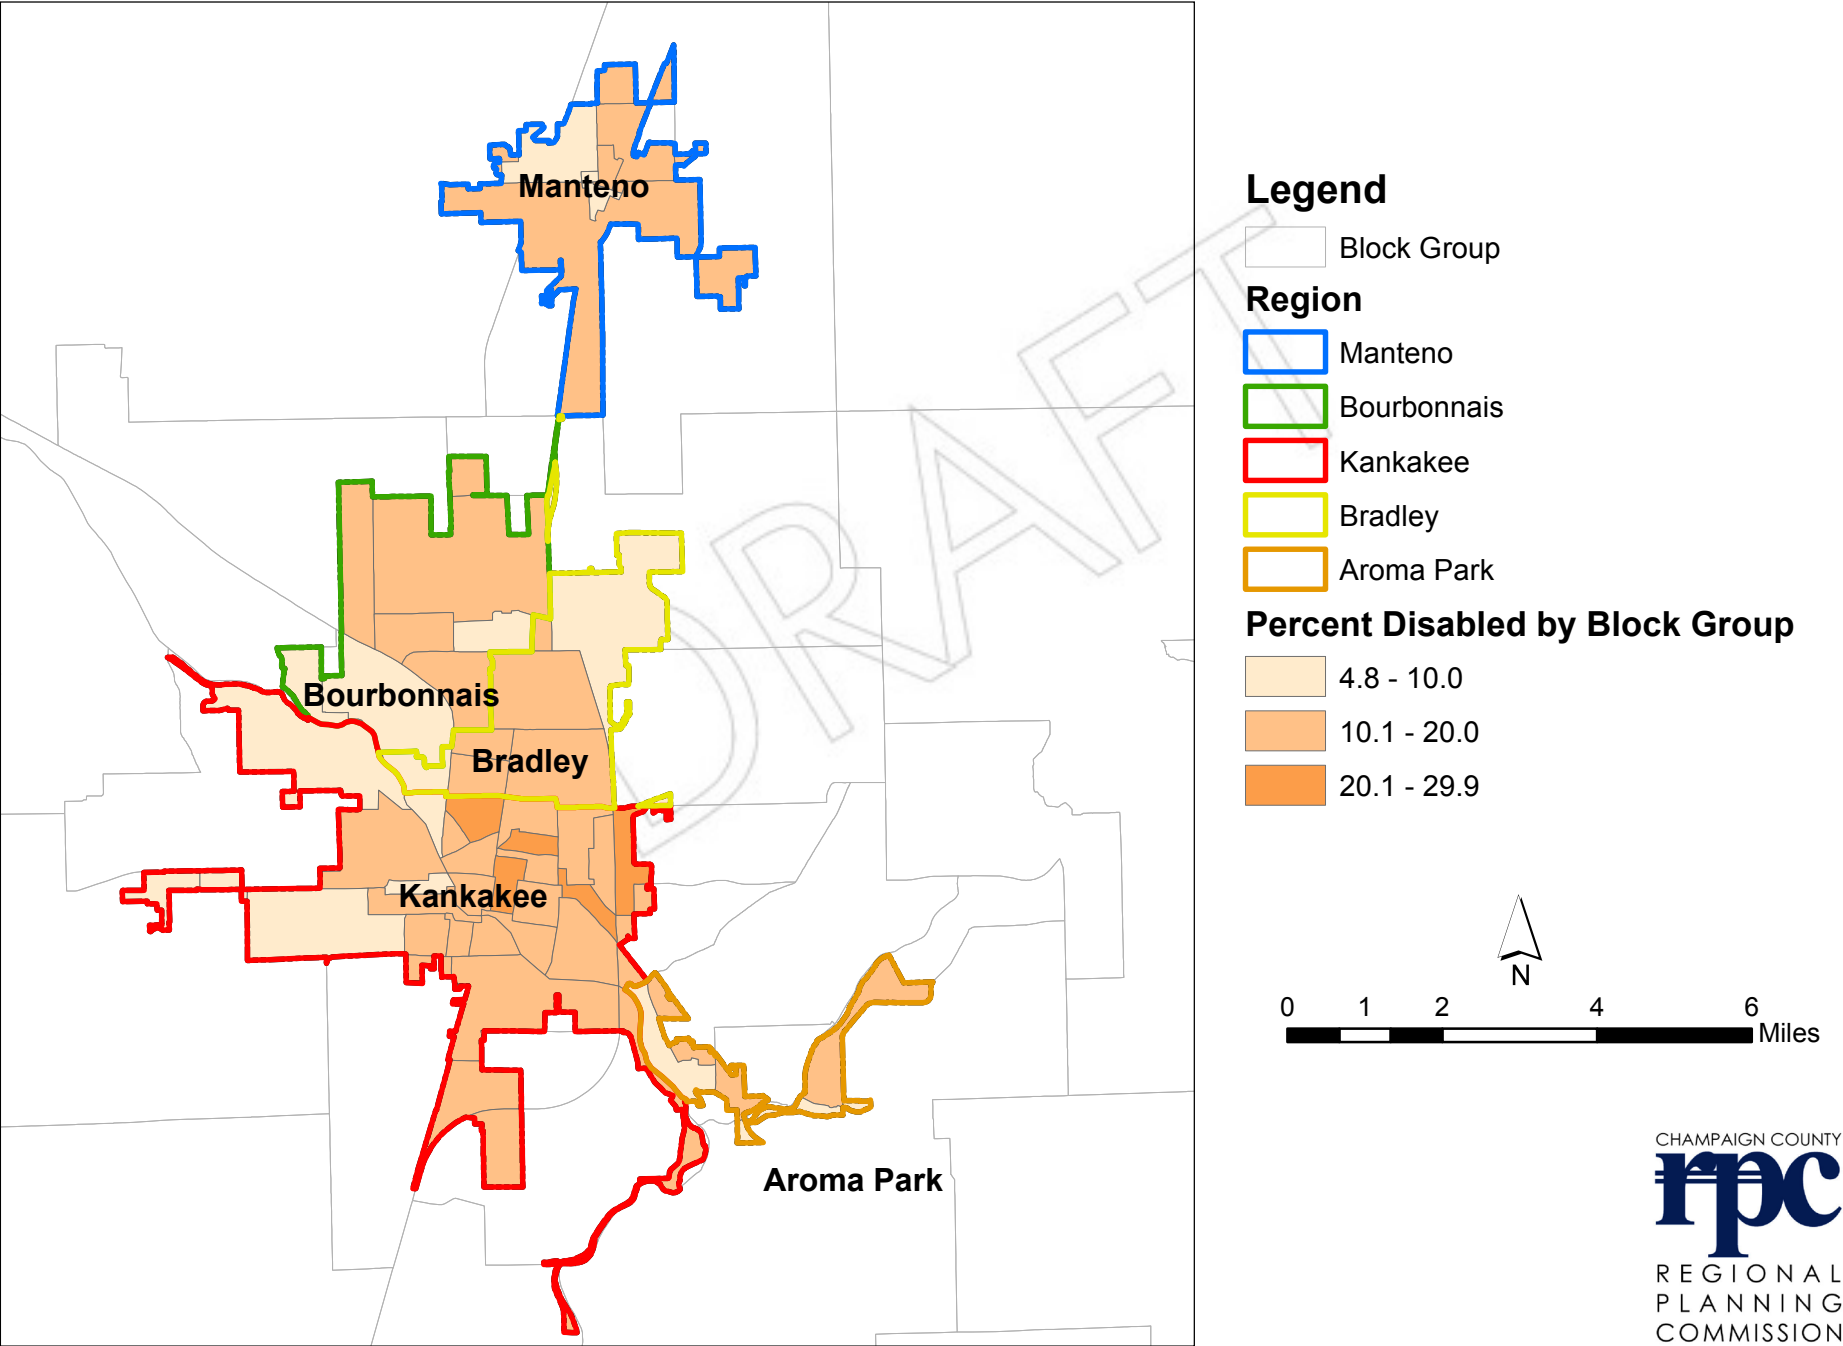 Manteno
Bourbonnais
Bradley
Kankakee
Aroma Park
DRAFT
Legend
Block Group
Region
Manteno
Bourbonnais
Kankakee
Bradley
Aroma Park
Percent Disabled by Block Group
4.8 - 10.0
10.1 - 20.0
20.1 - 29.9
N
0 1 2 4 6
Miles
CHAMPAIGN COUNTY
rpc
REGIONAL
PLANNING
COMMISSION